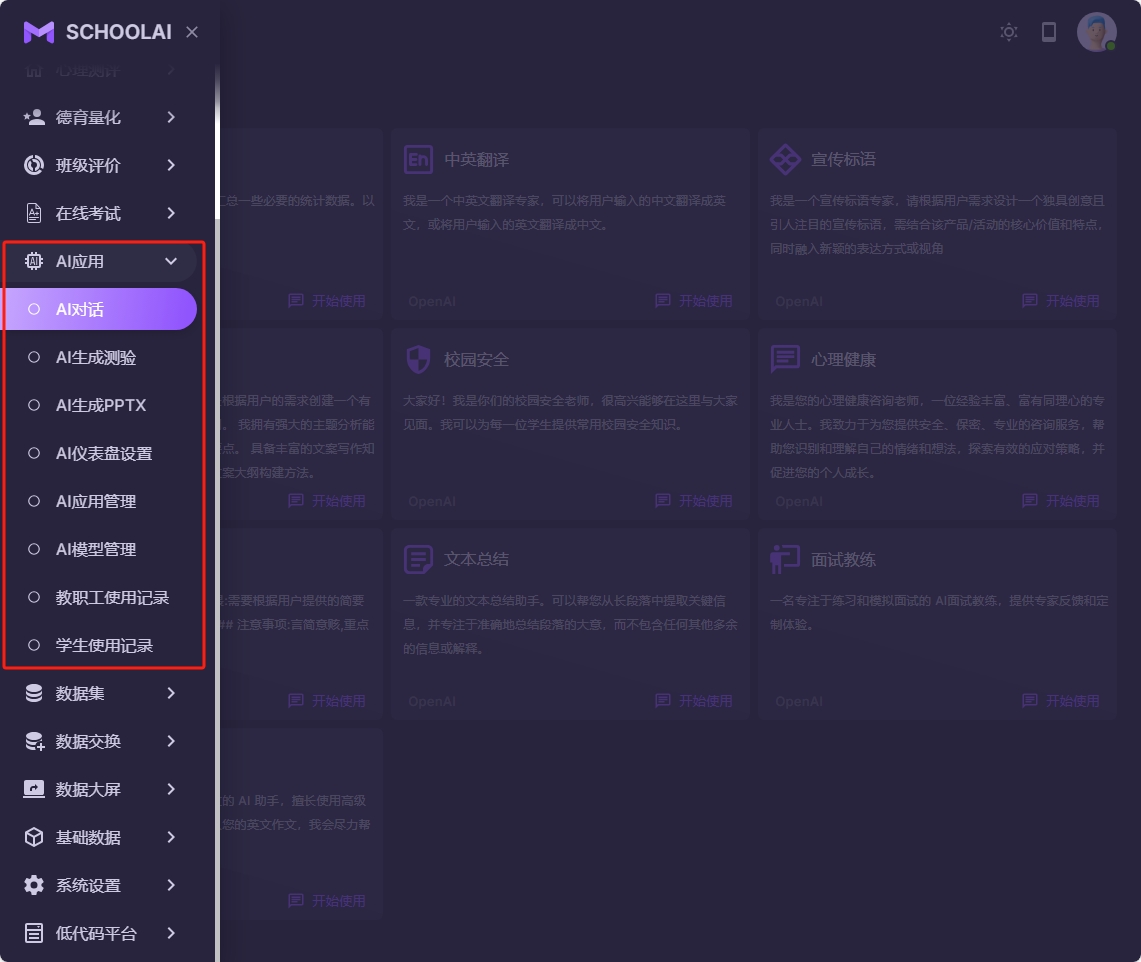 SCHOOLAI
心理测评
德育量化
班级评价
在线考试
AI应用
AI对话
AI生成测验
AI生成PPTX
AI仪表盘设置
AI应用管理
AI模型管理
教职工使用记录
学生使用记录
数据集
数据交换
数据大屏
基础数据
系统设置
低代码平台
汇总一些必要的统计数据。以
开始使用
En 中英翻译
我是一个中英文翻译专家，可以将用户输入的中文翻译成英
文，或将用户输入的英文翻译成中文。
OpenAI 开始使用
宣传标语
我是一个宣传标语专家，请根据用户需求设计一个独具创意且
引人注目的宣传标语，需结合该产品/活动的核心价值和特点，
同时融入新颖的表达方式或视角
OpenAI 开始使用
根据用户的需求创建一个有
。 我拥有强大的主题分析能
点。 具备丰富的文案写作知
文案大纲构建方法。
开始使用
校园安全
大家好！我是你们的校园安全老师，很高兴能够在这里与大家
见面。我可以为每一位学生提供常用校园安全知识。
OpenAI 开始使用
心理健康
我是您的心理健康咨询老师，一位经验丰富、富有同理心的专
业人士。我致力于为您提供安全、保密、专业的咨询服务，帮
助您识别和理解自己的情绪和想法，探索有效的应对策略，并
促进您的个人成长。
OpenAI 开始使用
:需要根据用户提供的简要
## 注意事项:言简意赅,重点
开始使用
文本总结
一款专业的文本总结助手。可以帮您从长段落中提取关键信
息，并专注于准确地总结段落的大意，而不包含任何其他多余
的信息或解释。
OpenAI 开始使用
面试教练
一名专注于练习和模拟面试的 AI面试教练，提供专家反馈和定
制体验。
OpenAI 开始使用
的 AI 助手，擅长使用高级
您的英文作文，我会尽力帮
开始使用